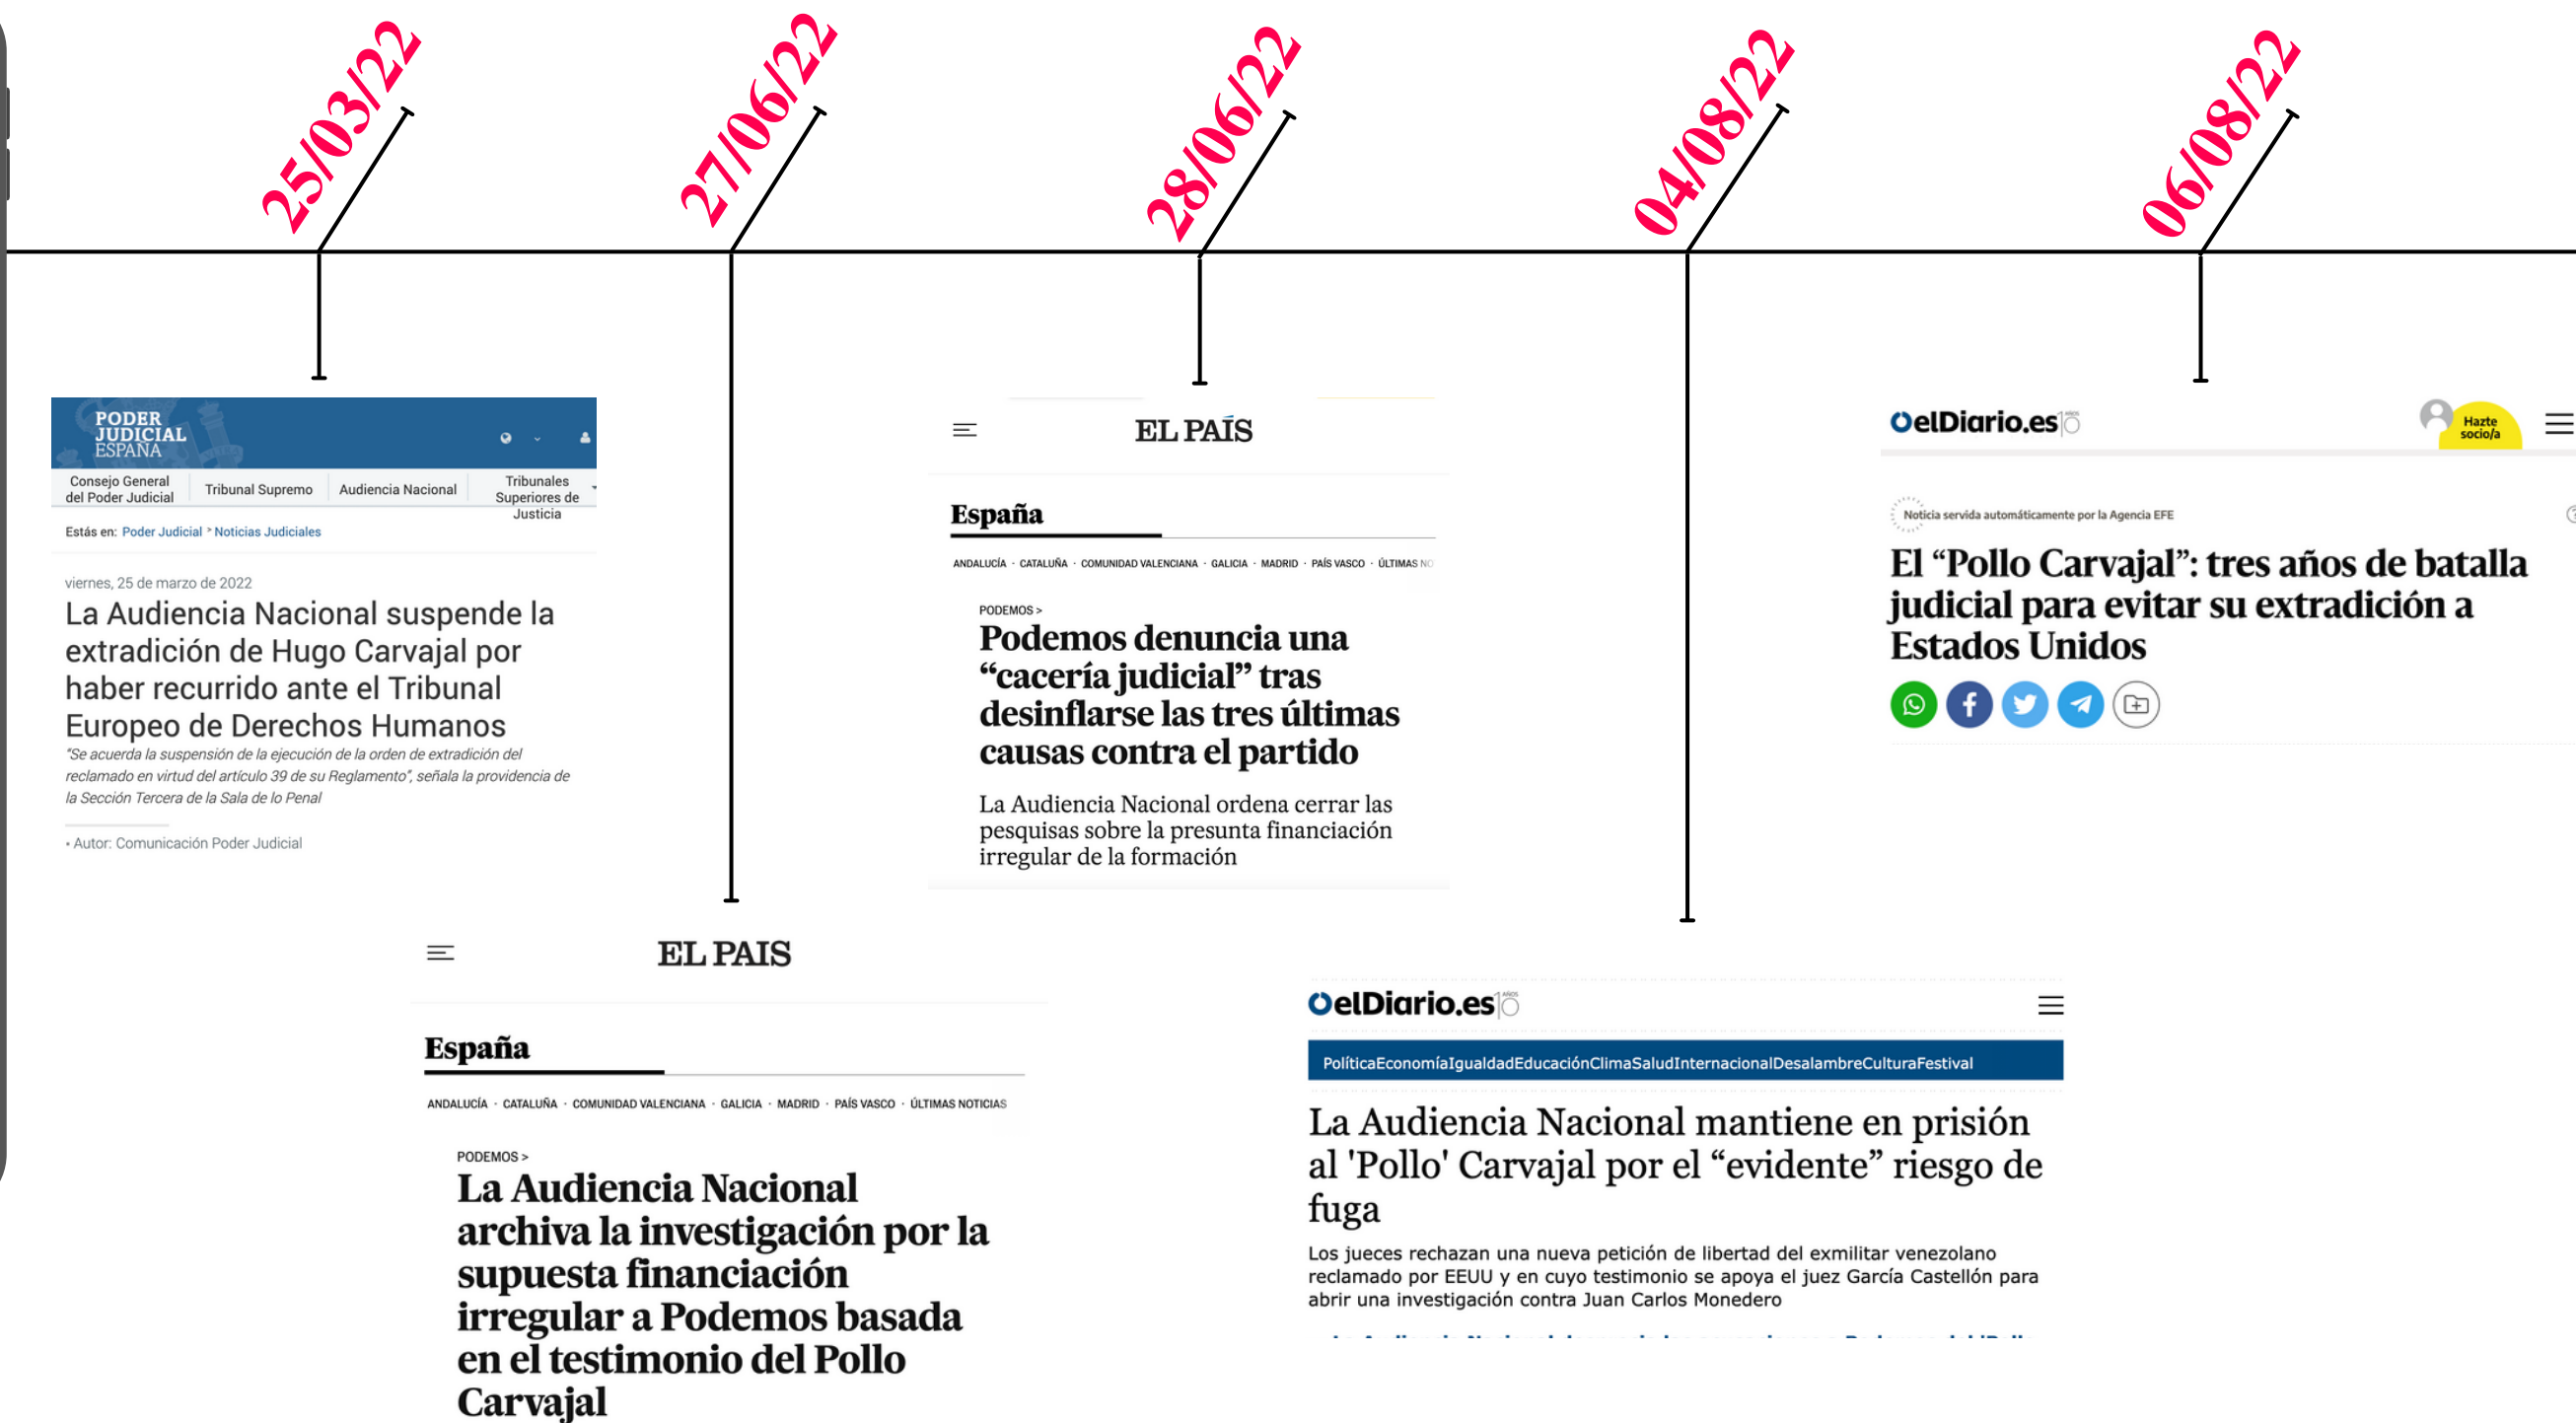 25/03/22
27/06/22
28/06/22
04/08/22
06/08/22
PODER
JUDICIAL
ESPAÑA
Consejo General
del Poder Judicial
Tribunal Supremo
Audiencia Nacional
Tribunales
Superiores de
Justicia
Estás en: Poder Judicial > Noticias Judiciales
viernes, 25 de marzo de 2022
La Audiencia Nacional suspende la
extradición de Hugo Carvajal por
haber recurrido ante el Tribunal
Europeo de Derechos Humanos
"Se acuerda la suspensión de la ejecución de la orden de extradición del
reclamado en virtud del artículo 39 de su Reglamento", señala la providencia de
la Sección Tercera de la Sala de lo Penal
• Autor: Comunicación Poder Judicial
EL PAIS
España
ANDALUCÍA · CATALUÑA · COMUNIDAD VALENCIANA · GALICIA · MADRID · PAÍS VASCO · ÚLTIMAS NOTICIAS
PODEMOS >
La Audiencia Nacional
archiva la investigación por la
supuesta financiación
irregular a Podemos basada
en el testimonio del Pollo
Carvajal
EL PAÍS
España
ANDALUCÍA · CATALUÑA · COMUNIDAD VALENCIANA · GALICIA · MADRID · PAÍS VASCO · ÚLTIMAS NO
PODEMOS >
Podemos denuncia una
“cacería judicial” tras
desinflarse las tres últimas
causas contra el partido
La Audiencia Nacional ordena cerrar las
pesquisas sobre la presunta financiación
irregular de la formación
elDiario.es 10 AÑOS
PolíticaEconomíaIgualdadEducaciónClimaSaludInternacionalDesalambreCulturaFestival
La Audiencia Nacional mantiene en prisión
al 'Pollo' Carvajal por el “evidente” riesgo de
fuga
Los jueces rechazan una nueva petición de libertad del exmilitar venezolano
reclamado por EEUU y en cuyo testimonio se apoya el juez García Castellón para
abrir una investigación contra Juan Carlos Monedero
elDiario.es 10 AÑOS
Hazte
socio/a
Noticia servida automáticamente por la Agencia EFE
El “Pollo Carvajal”: tres años de batalla
judicial para evitar su extradición a
Estados Unidos